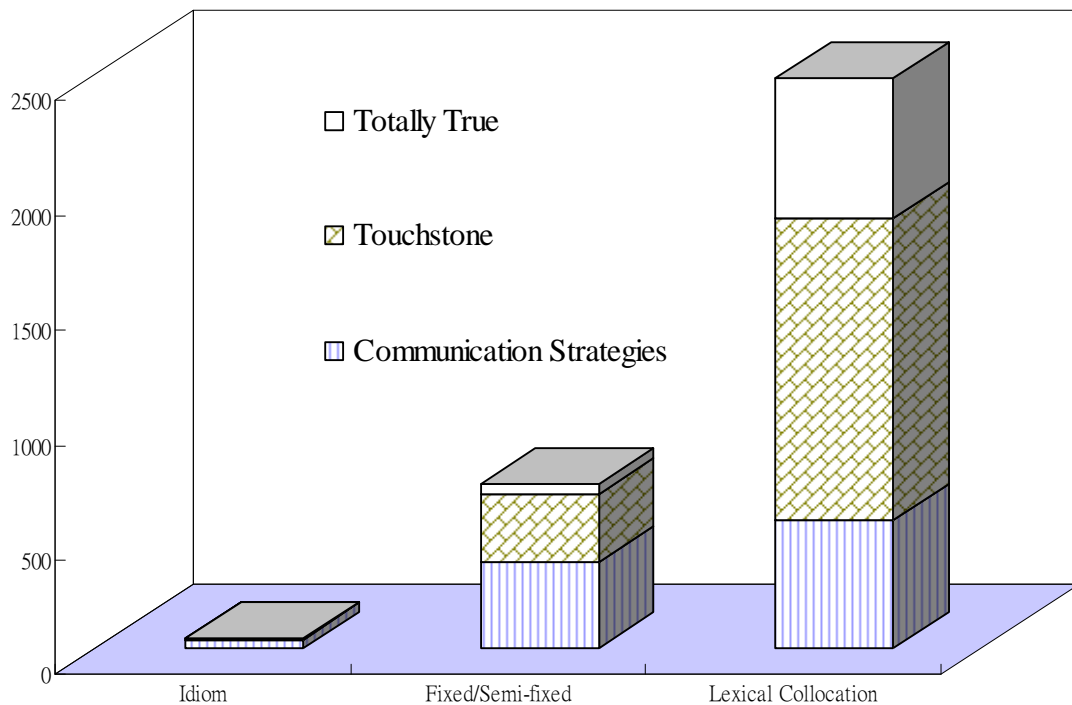 2500
2000
1500
1000
500
0
Totally True
Touchstone
Communication Strategies
Idiom
Fixed/Semi-fixed
Lexical Collocation